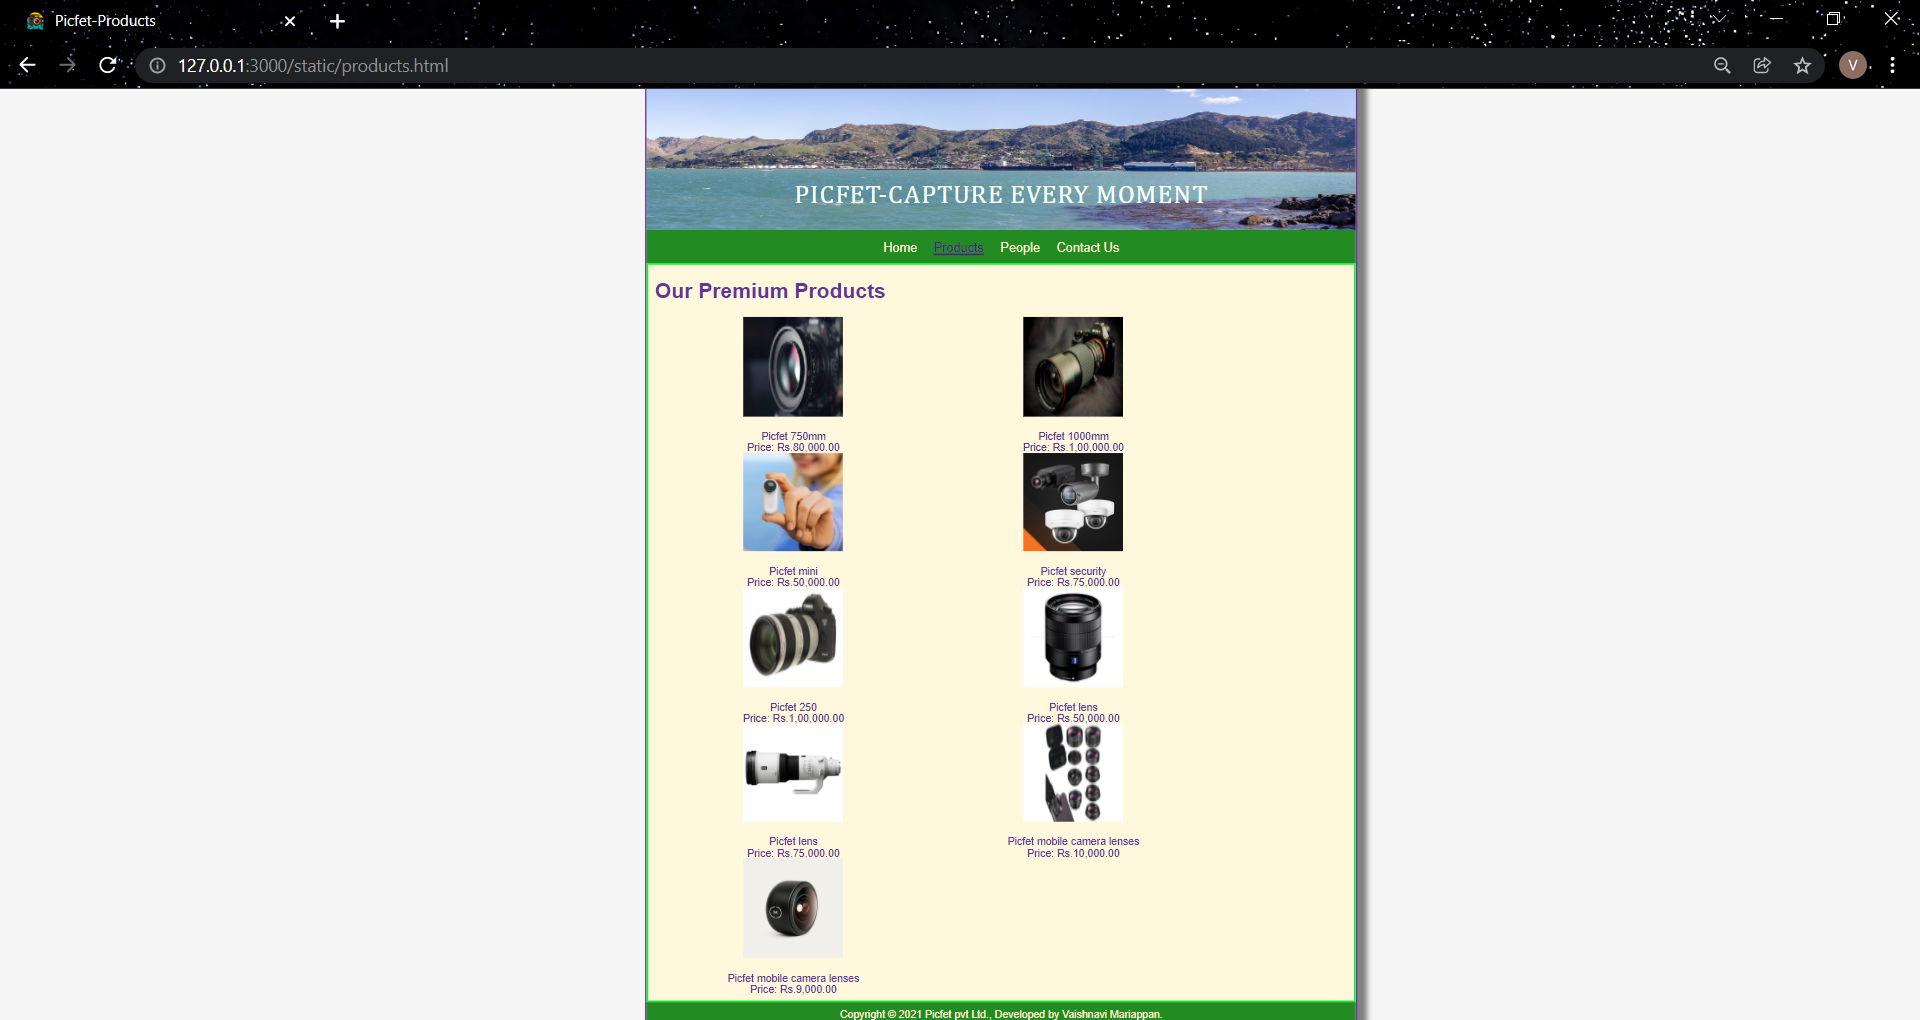 Picfet-Products
127.0.0.1:3000/static/products.html
V
PICFET-CAPTURE EVERY MOMENT
Home Products People Contact Us
Our Premium Products
Picfet 750mm
Price: Rs.80,000.00
Picfet 1000mm
Price: Rs.1,00,000.00
Picfet mini
Price: Rs.50,000.00
Picfet security
Price: Rs.75,000.00
Picfet 250
Price: Rs.1,00,000.00
Picfet lens
Price: Rs.50,000.00
Picfet lens
Price: Rs.75,000.00
Picfet mobile camera lenses
Price: Rs.10,000.00
Picfet mobile camera lenses
Price: Rs.9,000.00
Copyright © 2021 Picfet pvt Ltd., Developed by Vaishnavi Mariappan.